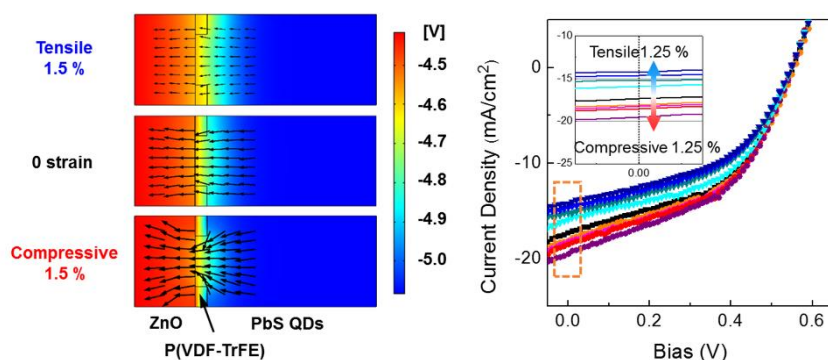 Tensile
1.5 %
0 strain
Compressive
1.5 %
ZnO
PbS QDs
P(VDF-TrFE)
[V]
-4.5
-4.6
-4.7
-4.8
-4.9
-5.0
Current Density (mA/cm²)
0
-10
-20
-10
-15
-20
-25
Tensile 1.25 %
Compressive 1.25 %
0.00
0.0
0.2
0.4
0.6
Bias (V)